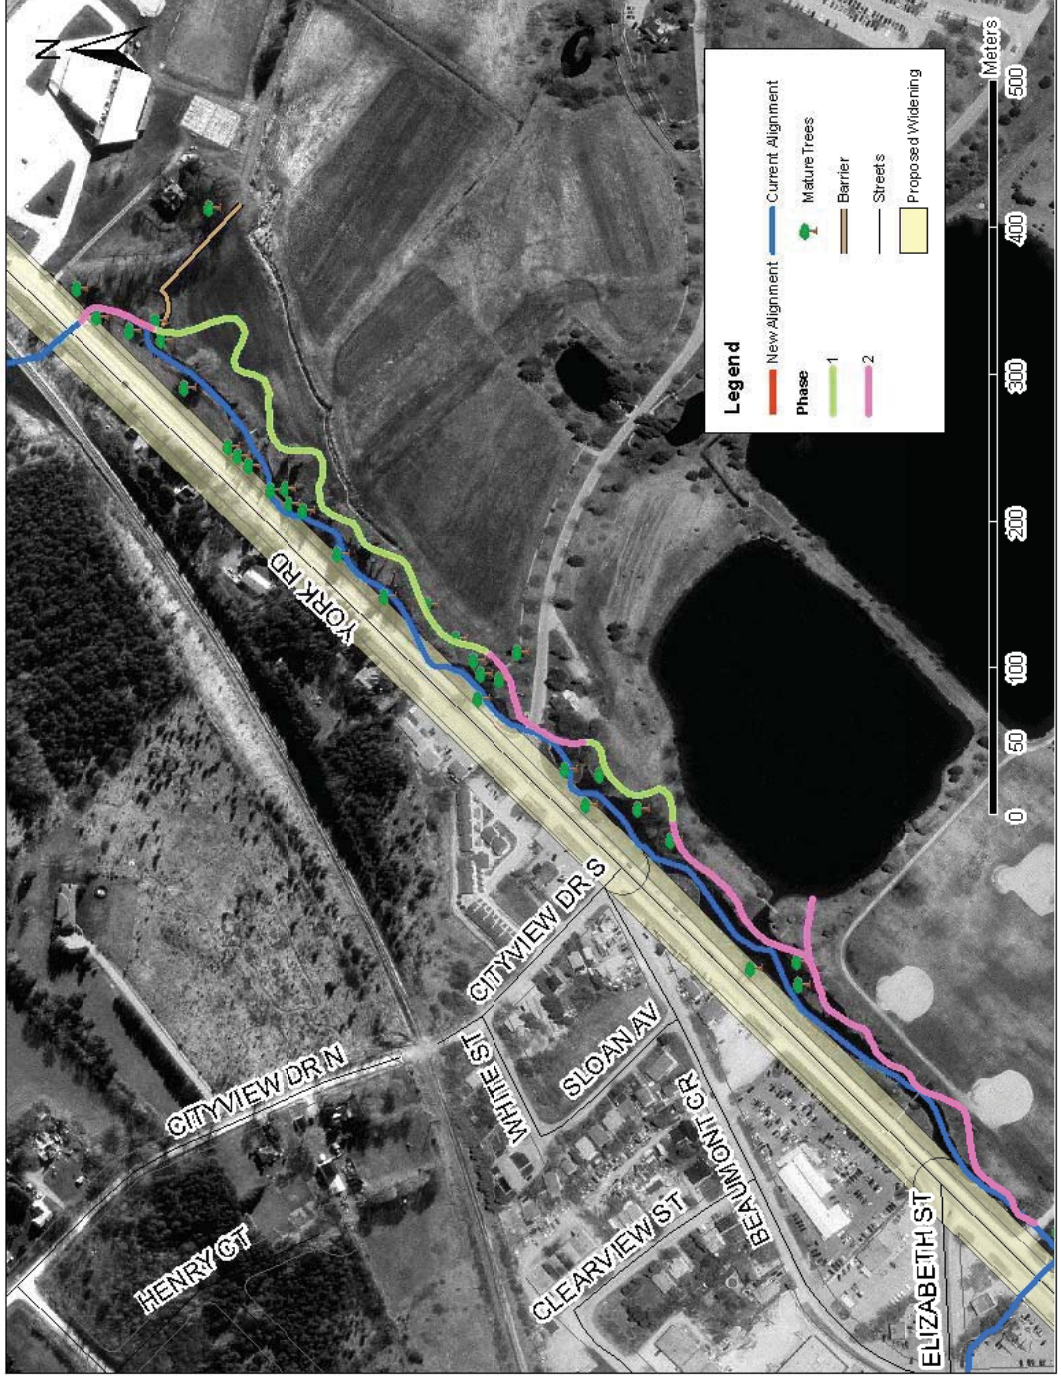 N
YORK RD
CITYVIEW DR S
CITYVIEW DR N
WHITE ST
SLOAN AV
HENRY CT
CLEARVIEW ST
BEAUMONT CR
ELIZABETH ST
Legend
New Alignment
Current Alignment
Phase
Mature Trees
1
Barrier
2
Streets
Proposed Widening
Meters
0 50 100 200 300 400 500